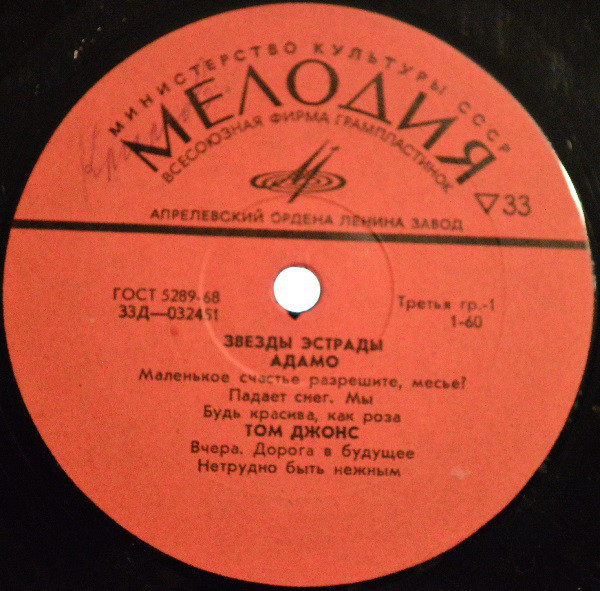 МИНИСТЕРСТВО КУЛЬТУРЫ СССР
МЕЛОДИЯ
ВСЕСОЮЗНАЯ ФИРМА ГРАМПЛАСТИНОК
33
АПРЕЛЕВСКИЙ ОРДЕНА ЛЕНИНА ЗАВОД
ГОСТ 5289-68
33Д—032451
Третья гр.-1
1-60
ЗВЕЗДЫ ЭСТРАДЫ
АДАМО
Маленькое счастье разрешите, месье?
Падает снег. Мы
Будь красива, как роза
ТОМ ДЖОНС
Вчера. Дорога в будущее
Нетрудно быть нежным